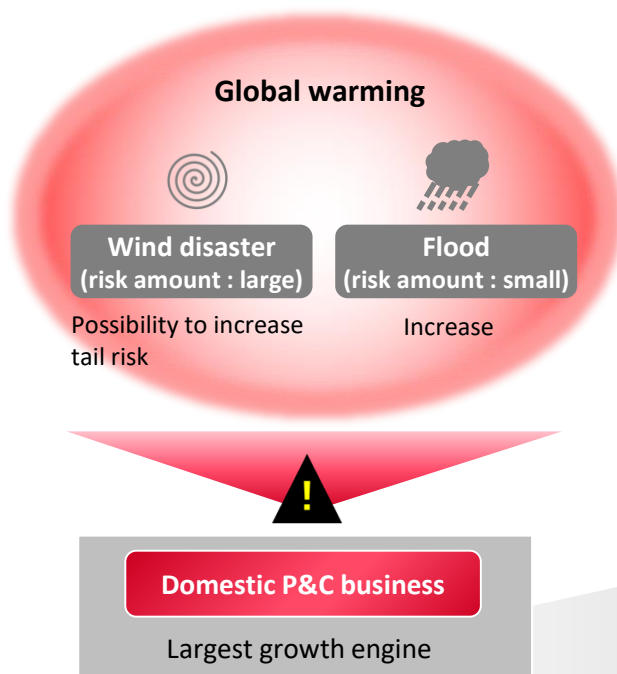 Global warming
Wind disaster
(risk amount : large)
Flood
(risk amount : small)
Possibility to increase
tail risk
Increase
!
Domestic P&C business
Largest growth engine